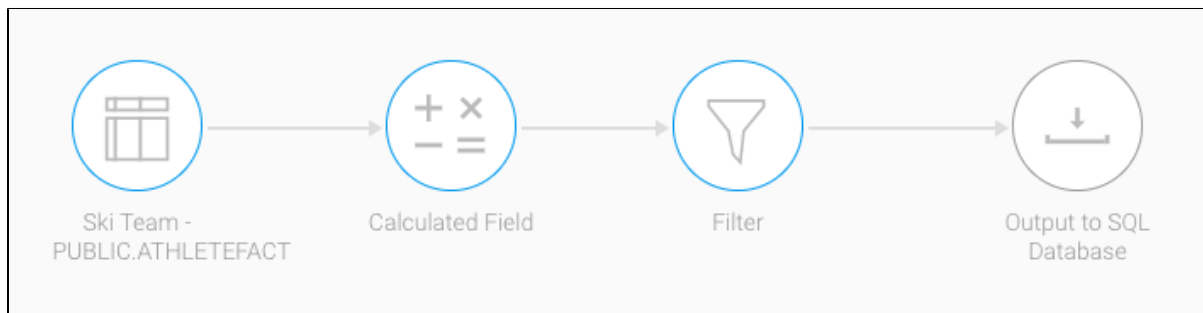 Ski Team -
PUBLIC.ATHLETEFACT
Calculated Field
Filter
Output to SQL
Database